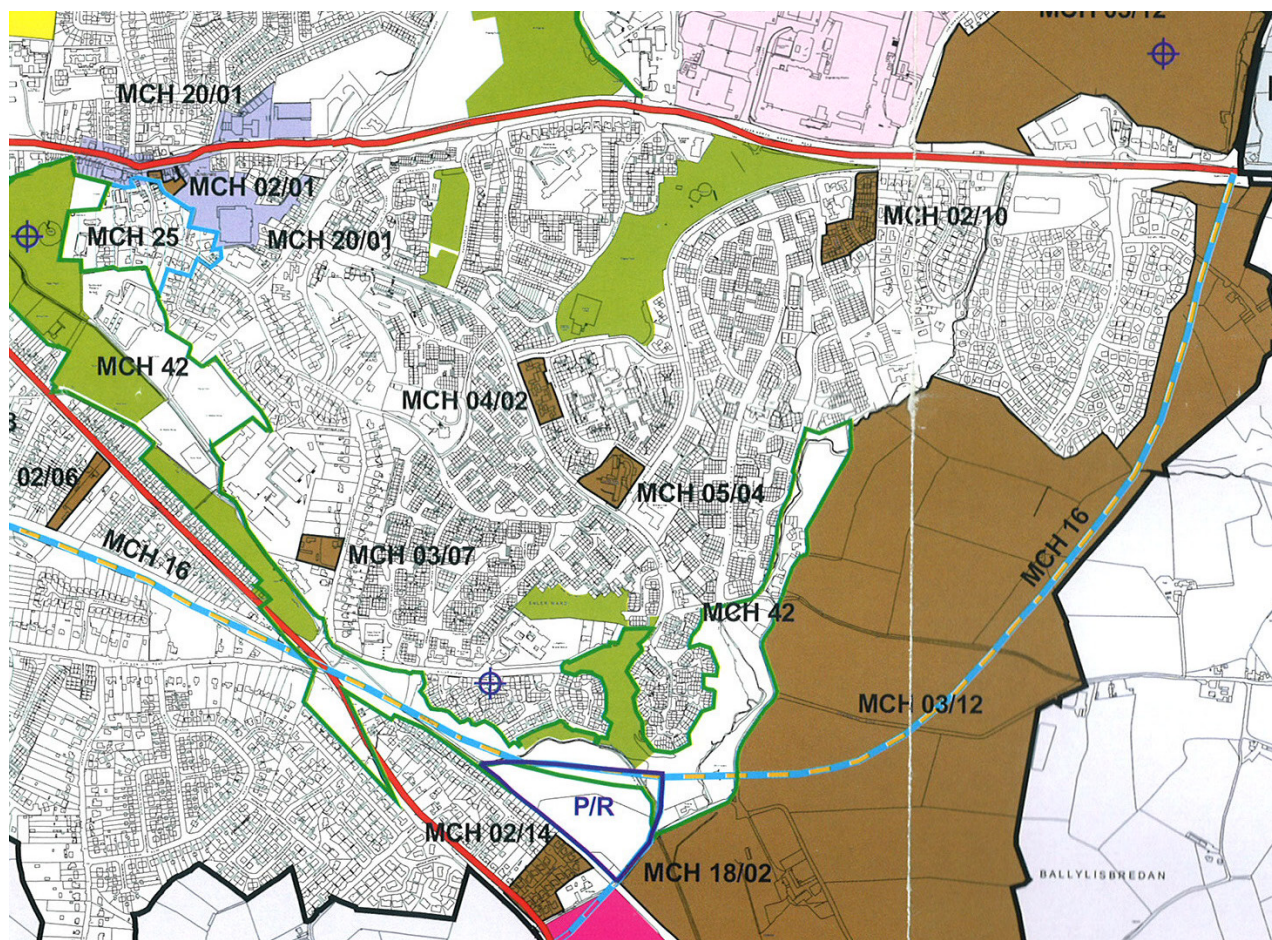 MCH 03/12
MCH 20/01
MCH 02/01
MCH 25
MCH 20/01
MCH 02/10
MCH 42
MCH 04/02
02/06
MCH 05/04
MCH 16
MCH 03/07
MCH 16
MCH 42
MCH 03/12
P/R
MCH 02/14
MCH 18/02
BALLYLISBREDAN